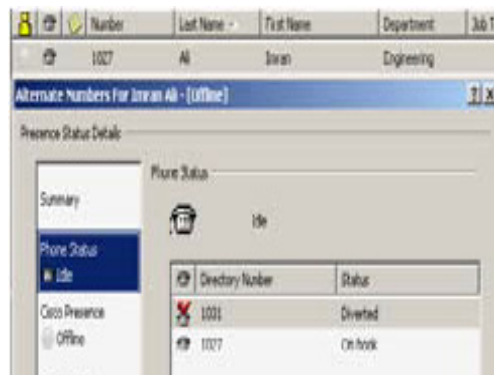 Number Last Name First Name Department Job T
1027 Ali Imran Engineering
Alternate Numbers For Imran Ali - [Offline]
Presence Status Details
Phone Status
Summary
Idle
Phone Status
Idle
Directory Number Status
1001 Diverted
Cisco Presence
Offline
1027 On hook